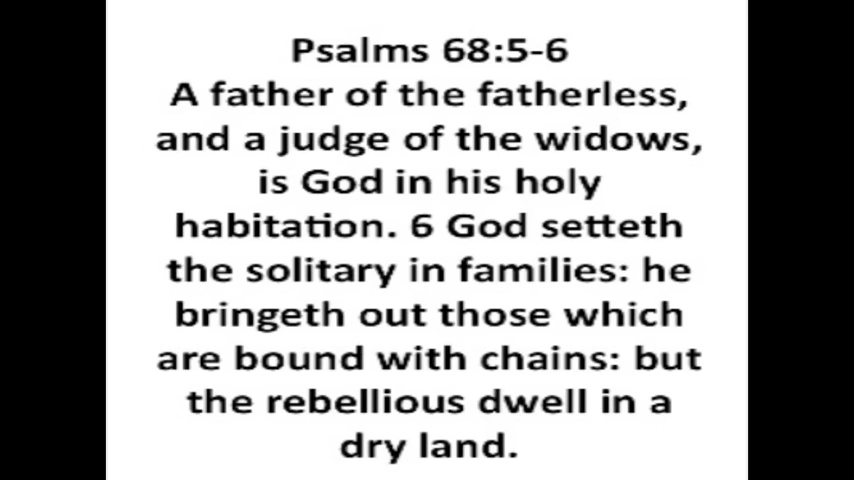 Psalms 68:5-6
A father of the fatherless,
and a judge of the widows,
is God in his holy
habitation. 6 God setteth
the solitary in families: he
bringeth out those which
are bound with chains: but
the rebellious dwell in a
dry land.